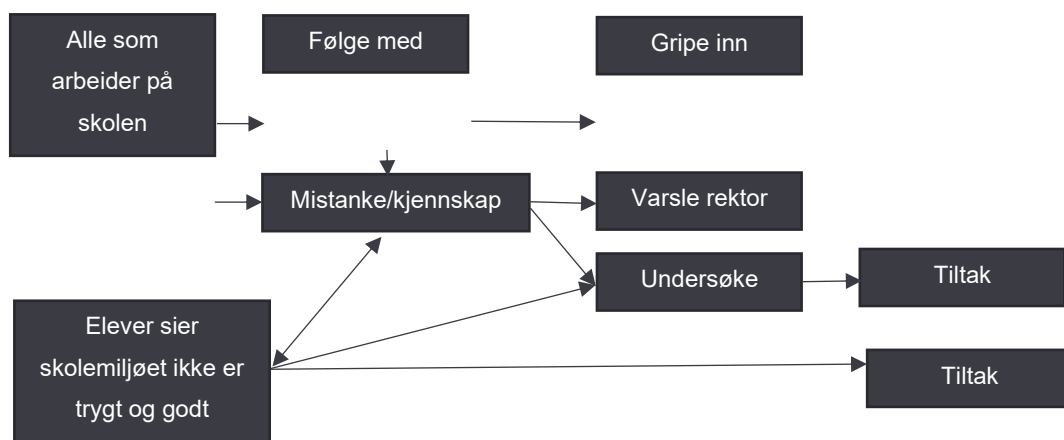 Alle som
arbeider på
skolen
Følge med
Gripe inn
Mistanke/kjennskap
Varsle rektor
Undersøke
Tiltak
Elever sier
skolemiljøet ikke er
trygt og godt
Tiltak